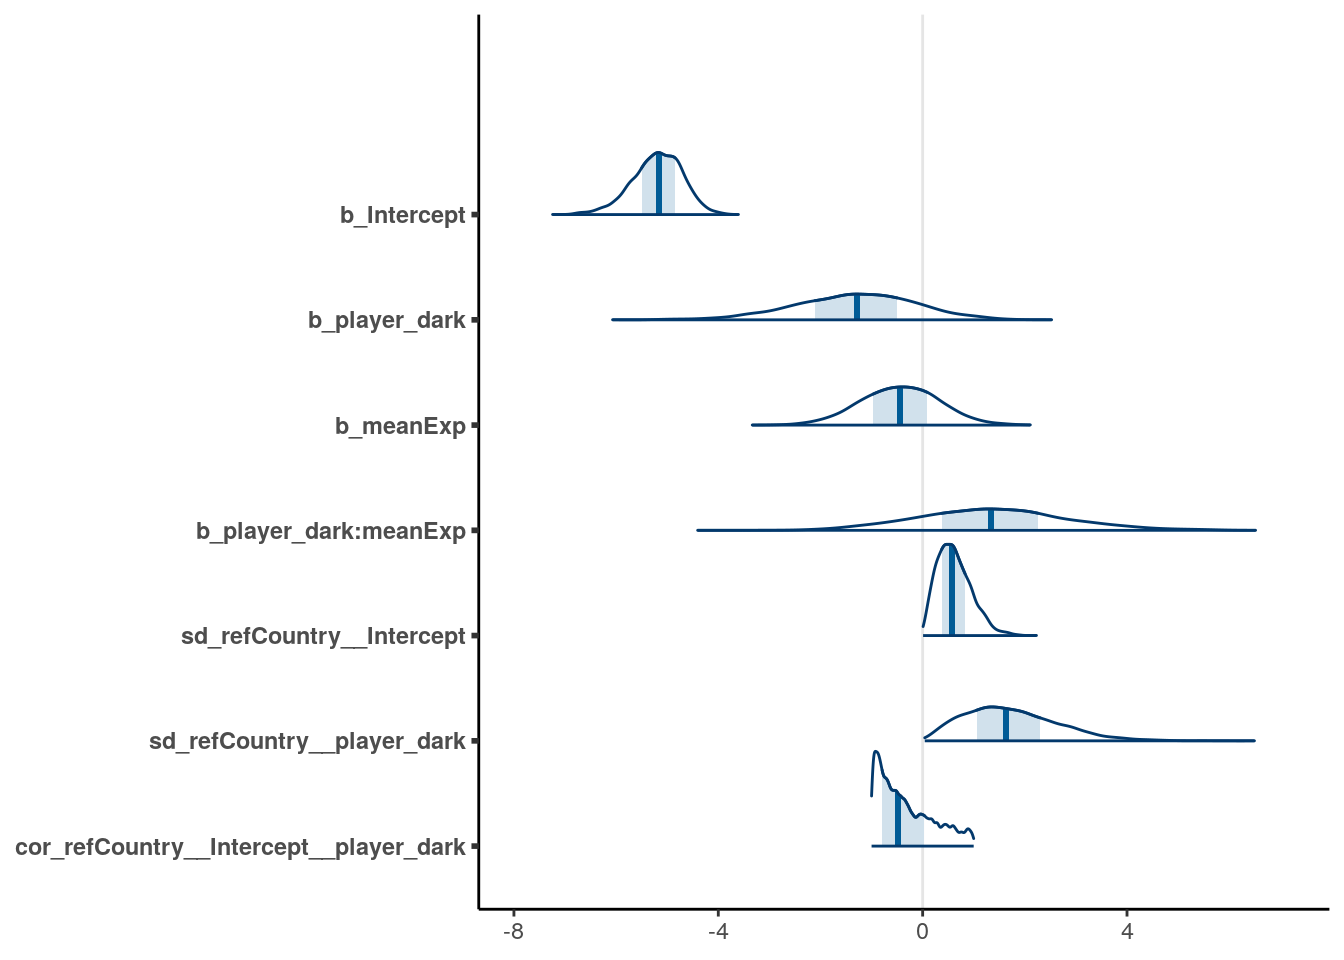 b_Intercept
b_player_dark
b_meanExp
b_player_dark:meanExp
sd_refCountry__Intercept
sd_refCountry__player_dark
cor_refCountry__Intercept__player_dark
-8 -4 0 4